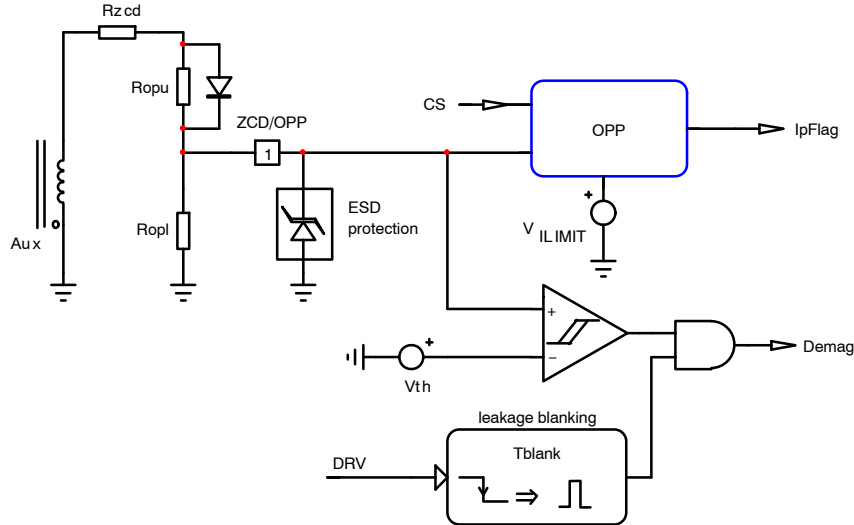 Rzcd
Ropu
ZCD/OPP
1
CS
OPP
IpFlag
+
V ILIMIT
ESD
protection
Ropl
Aux
+
−
+
Vth
Demag
leakage blanking
Tblank
DRV
⇒